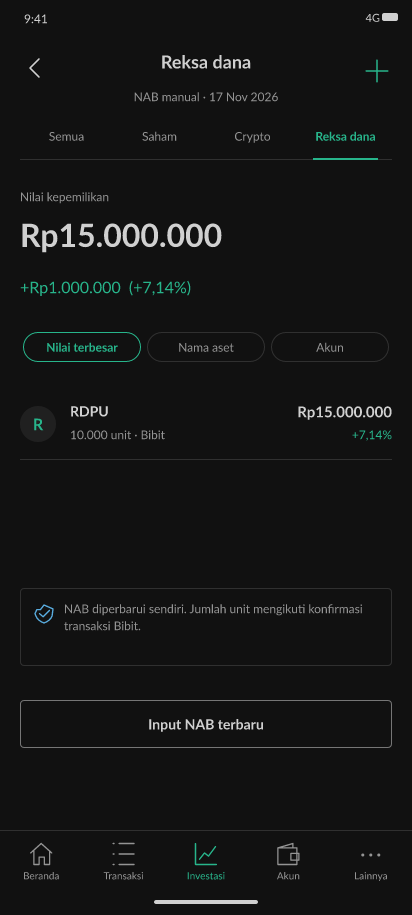 9:41
4G
Reksa dana
NAB manual · 17 Nov 2026
Semua
Saham
Crypto
Reksa dana
Nilai kepemilikan
Rp15.000.000
+Rp1.000.000 (+7,14%)
Nilai terbesar
Nama aset
Akun
R
RDPU
Rp15.000.000
10.000 unit · Bibit
+7,14%
NAB diperbarui sendiri. Jumlah unit mengikuti konfirmasi
transaksi Bibit.
Input NAB terbaru
Beranda
Transaksi
Investasi
Akun
Lainnya